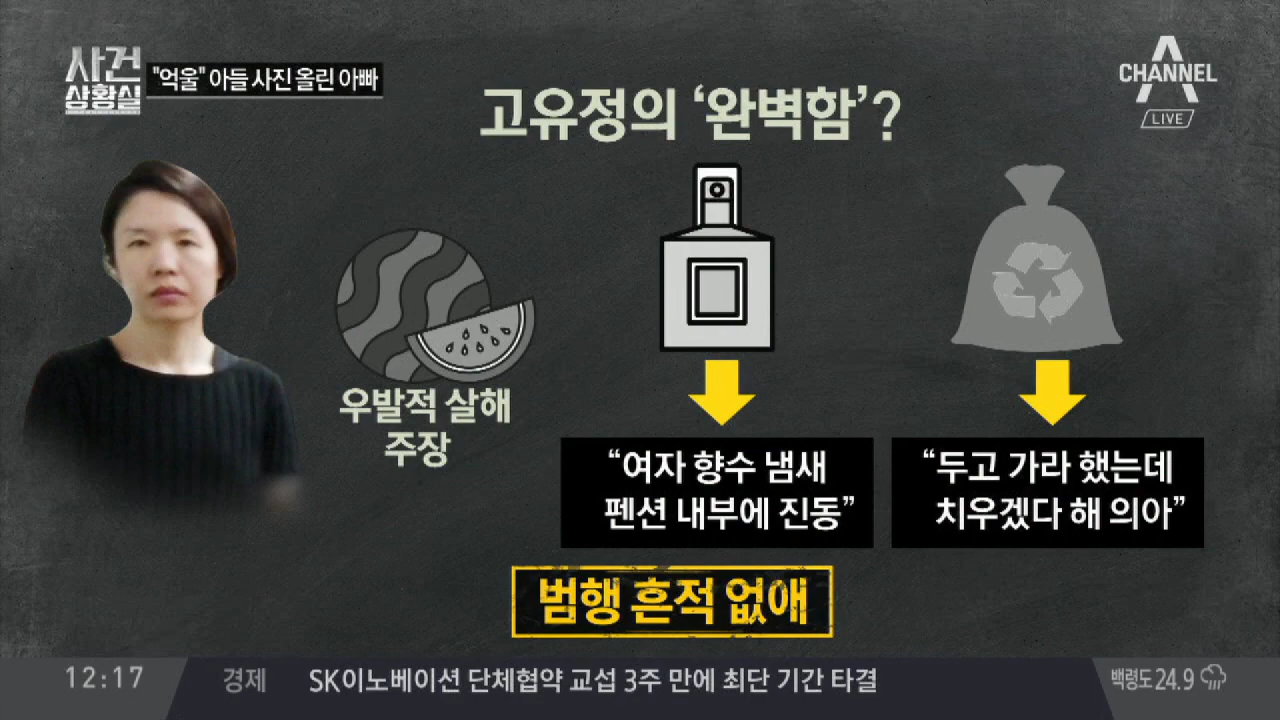 사건
상황실
"억울" 아들 사진 올린 아빠
CHANNEL A
LIVE
고유정의 ‘완벽함’?
우발적 살해
주장
“여자 향수 냄새
펜션 내부에 진동”
“두고 가라 했는데
치우겠다 해 의아”
범행 흔적 없애
12:17
경제
SK이노베이션 단체협약 교섭 3주 만에 최단 기간 타결
백령도 24.9